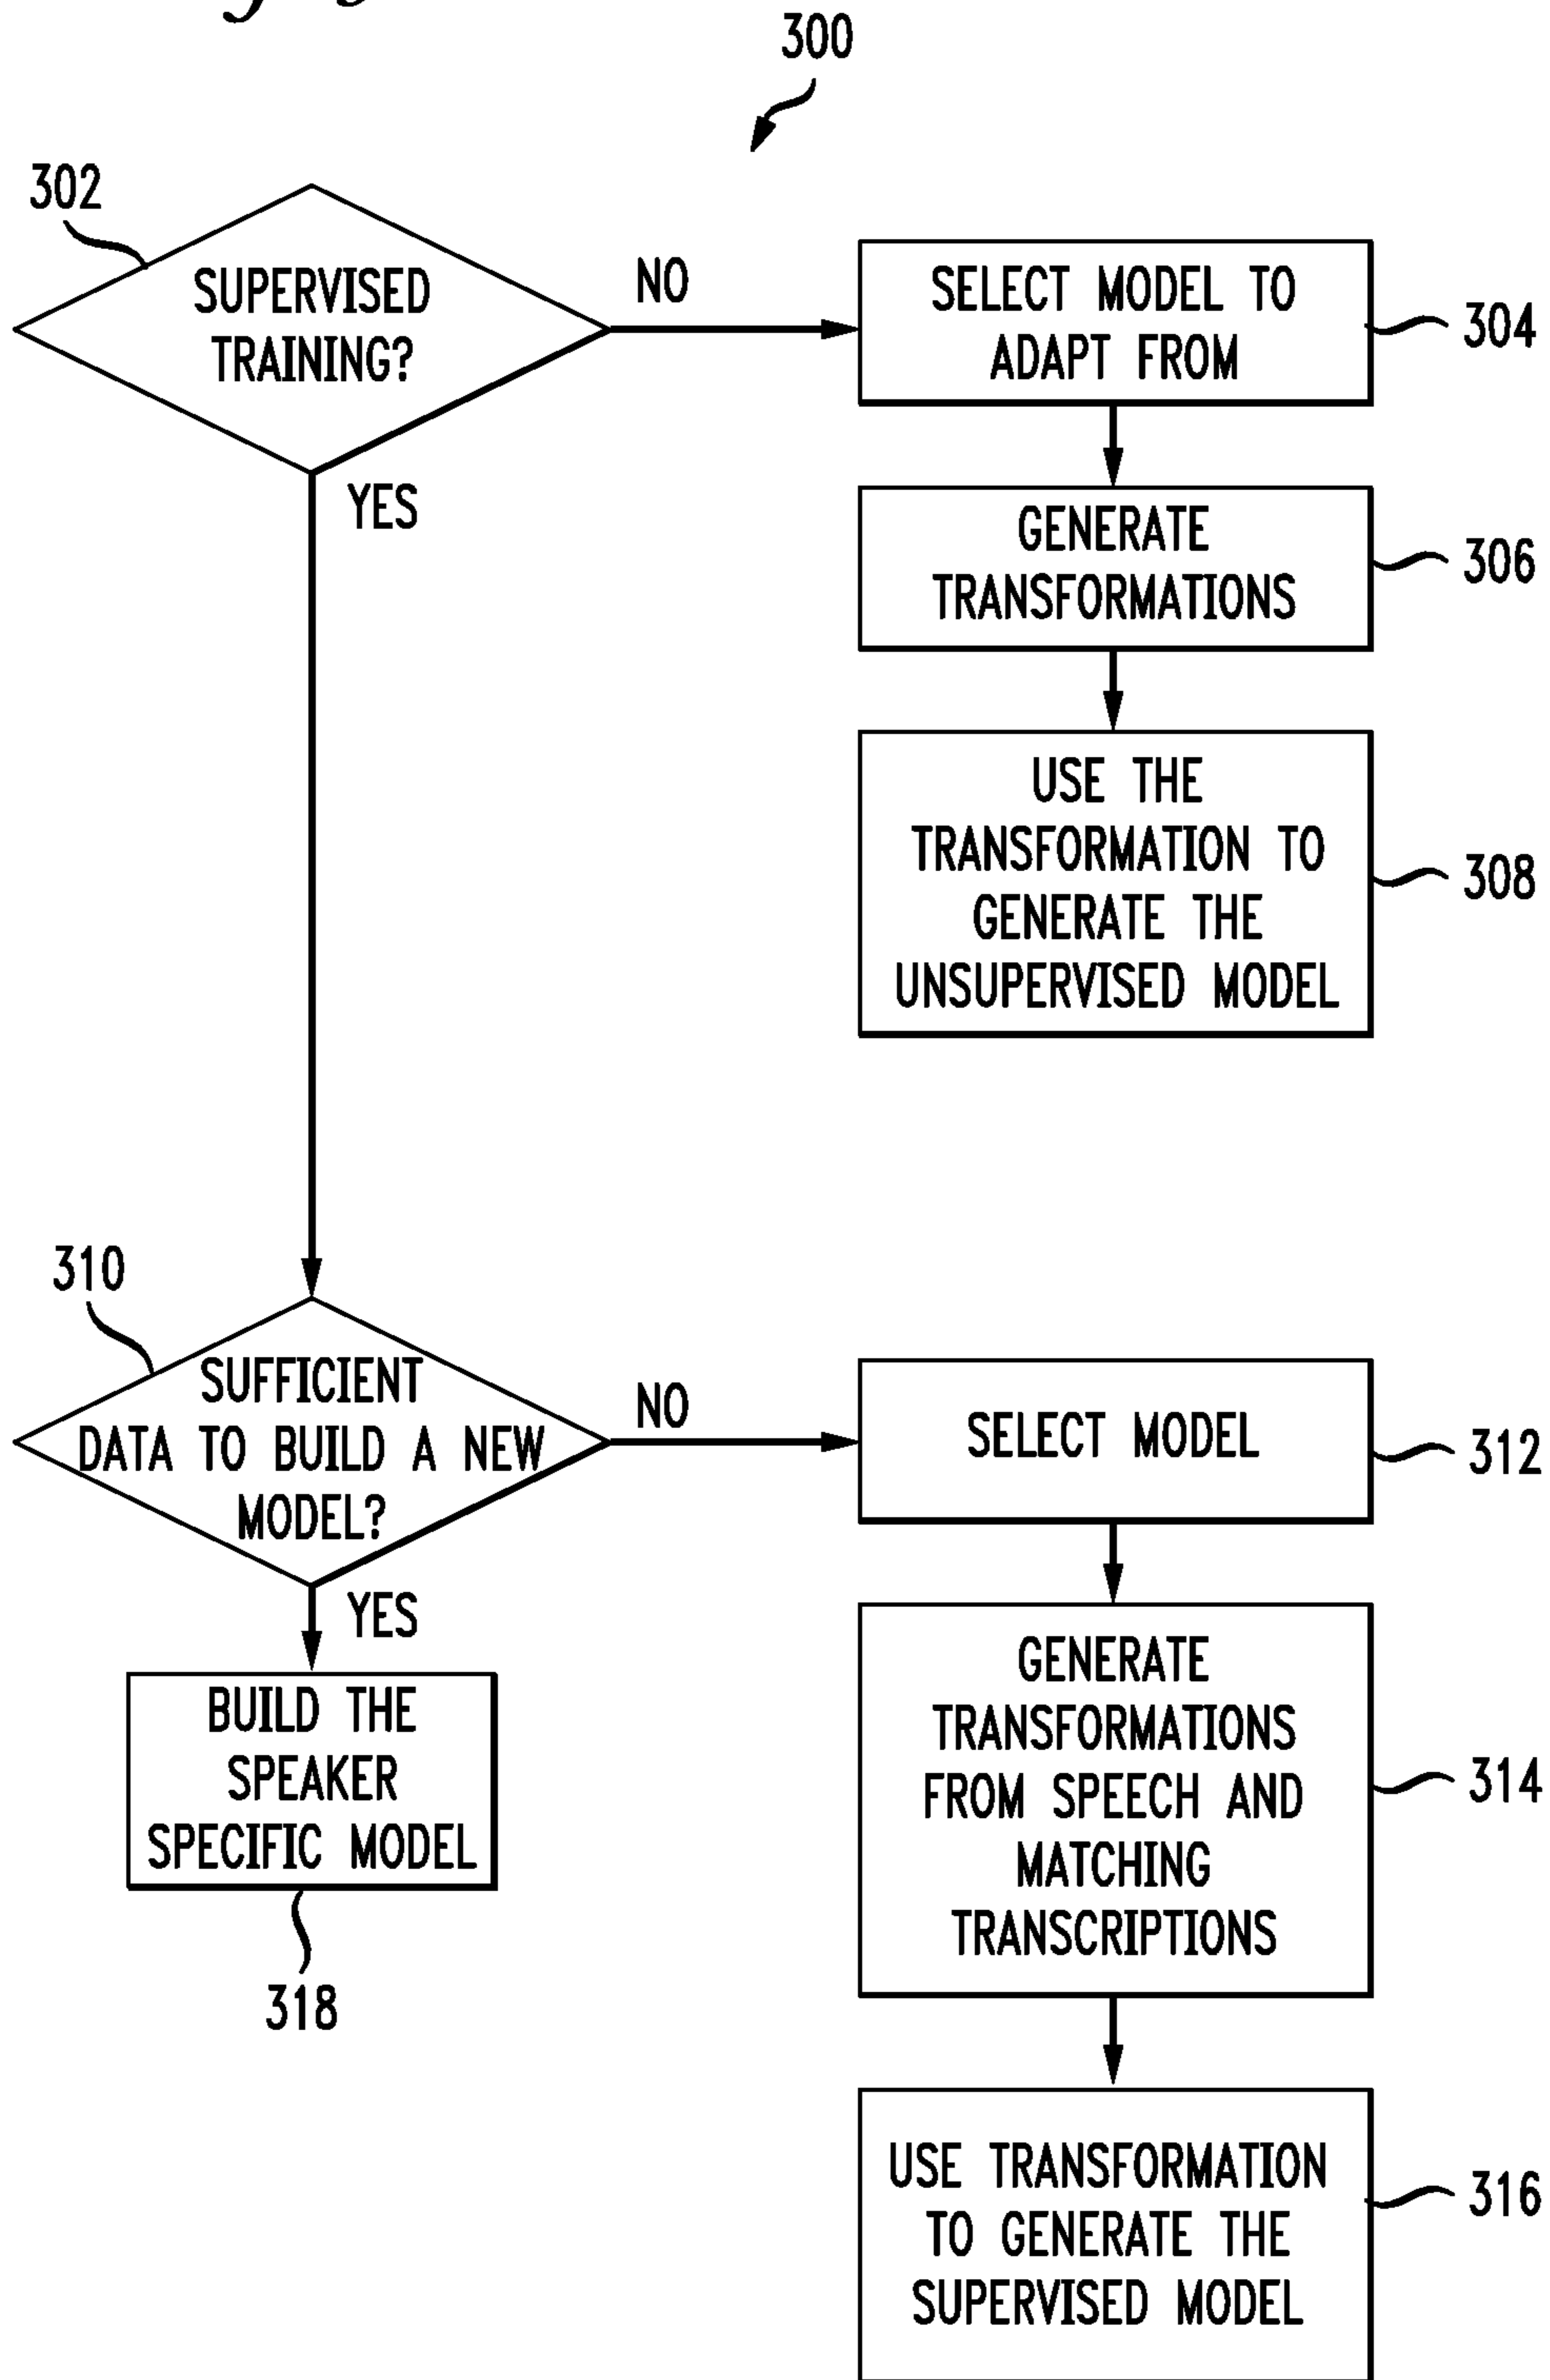 300
302
SUPERVISED
TRAINING?
NO
SELECT MODEL TO
ADAPT FROM
304
YES
GENERATE
TRANSFORMATIONS
306
USE THE
TRANSFORMATION TO
GENERATE THE
UNSUPERVISED MODEL
308
310
SUFFICIENT
DATA TO BUILD A NEW
MODEL?
NO
SELECT MODEL
312
YES
BUILD THE
SPEAKER
SPECIFIC MODEL
318
GENERATE
TRANSFORMATIONS
FROM SPEECH AND
MATCHING
TRANSCRIPTIONS
314
USE TRANSFORMATION
TO GENERATE THE
SUPERVISED MODEL
316